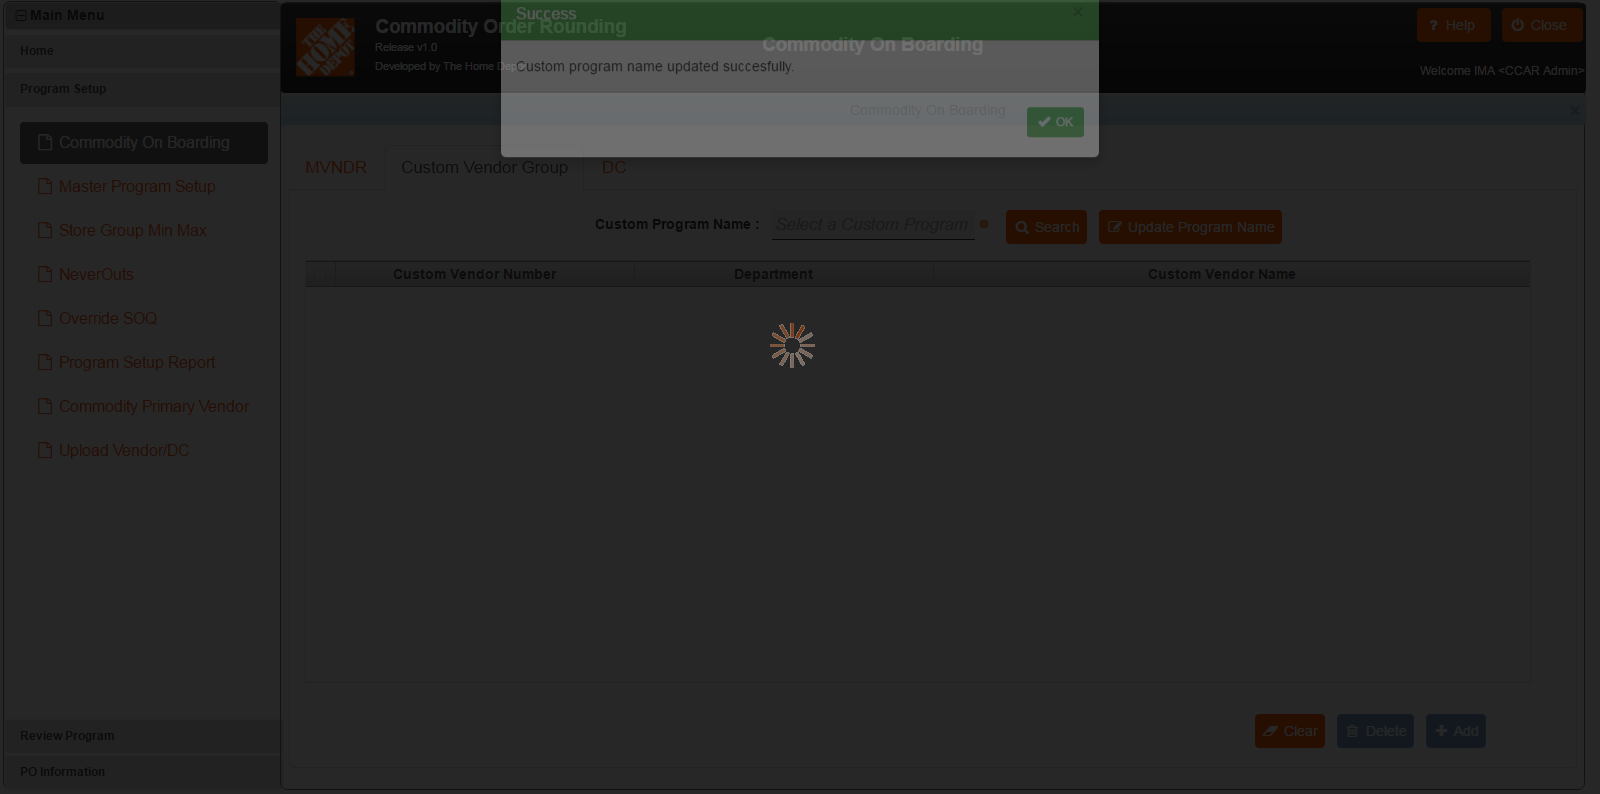 Main Menu
Home
Program Setup
Commodity On Boarding
Master Program Setup
Store Group Min Max
NeverOuts
Override SOQ
Program Setup Report
Commodity Primary Vendor
Upload Vendor/DC
Review Program
PO Information
THE HOME DEPOT
Commodity Order Rounding
Release v1.0
Developed by The Home Depot
Commodity On Boarding
? Help
Close
Welcome IMA <CCAR Admin>
Success
×
Custom program name updated succesfully.
OK
Commodity On Boarding
×
MVNDR Custom Vendor Group DC
Custom Program Name : Select a Custom Program Search Update Program Name
Custom Vendor Number Department Custom Vendor Name
Clear Delete Add